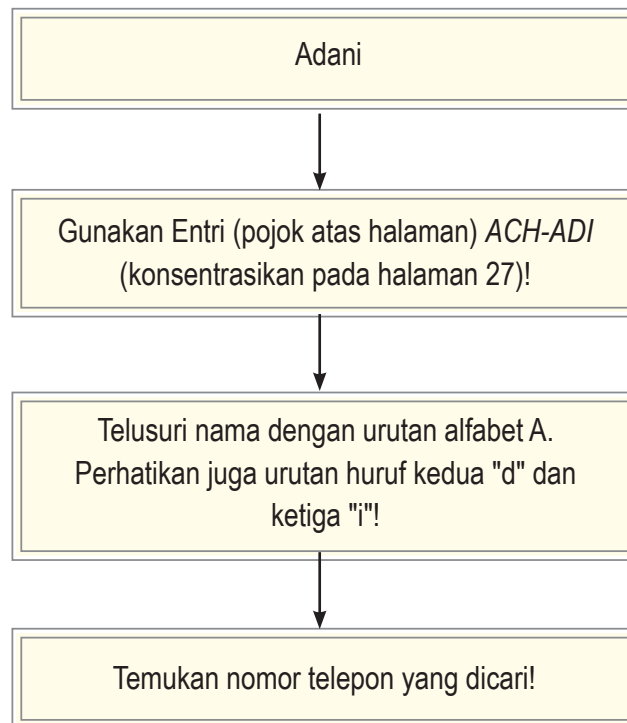 Adani
Gunakan Entri (pojok atas halaman) ACH-ADI
(konsentrasikan pada halaman 27)!
Telusuri nama dengan urutan alfabet A.
Perhatikan juga urutan huruf kedua "d" dan
ketiga "i"!
Temukan nomor telepon yang dicari!